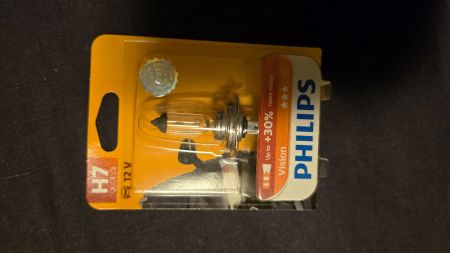 PHILIPS
Vision
Up to +30% more vision
H7
12 V